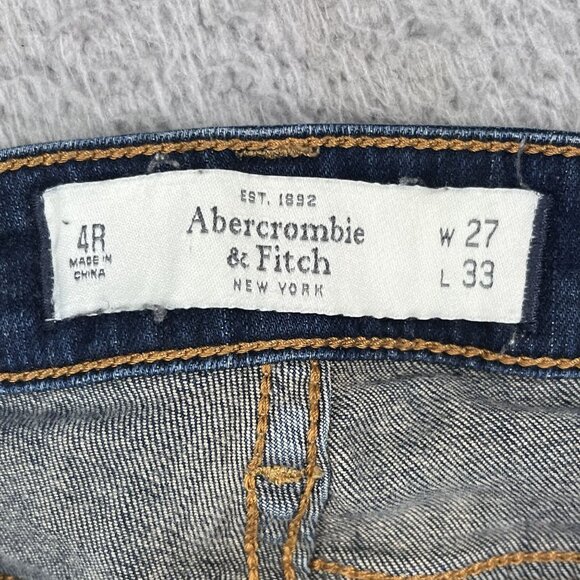 4R
MADE IN
CHINA
EST. 1892
Abercrombie
& Fitch
NEW YORK
W 27
L 33